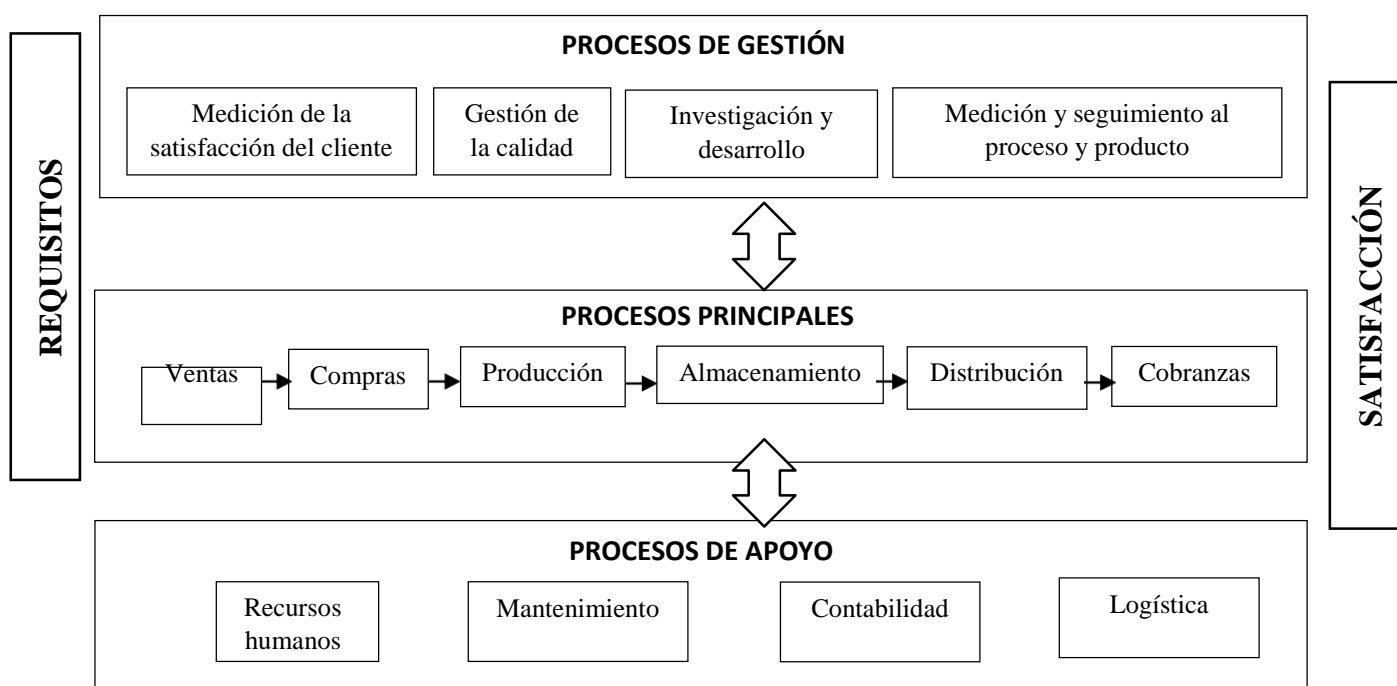 REQUISITOS
PROCESOS DE GESTIÓN
Medición de la
satisfacción del cliente
Gestión de
la calidad
Investigación y
desarrollo
Medición y seguimiento al
proceso y producto
PROCESOS PRINCIPALES
Ventas
Compras
Producción
Almacenamiento
Distribución
Cobranzas
PROCESOS DE APOYO
Recursos
humanos
Mantenimiento
Contabilidad
Logística
SATISFACCIÓN